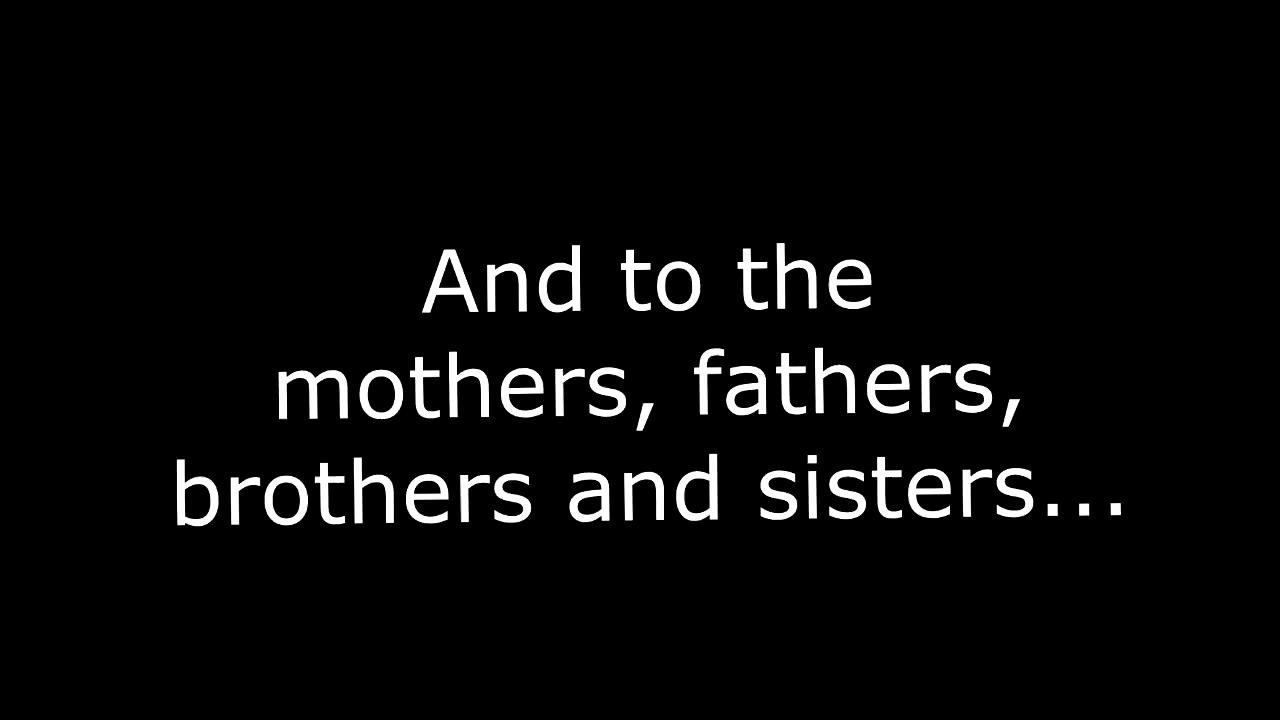 And to the
mothers, fathers,
brothers and sisters...